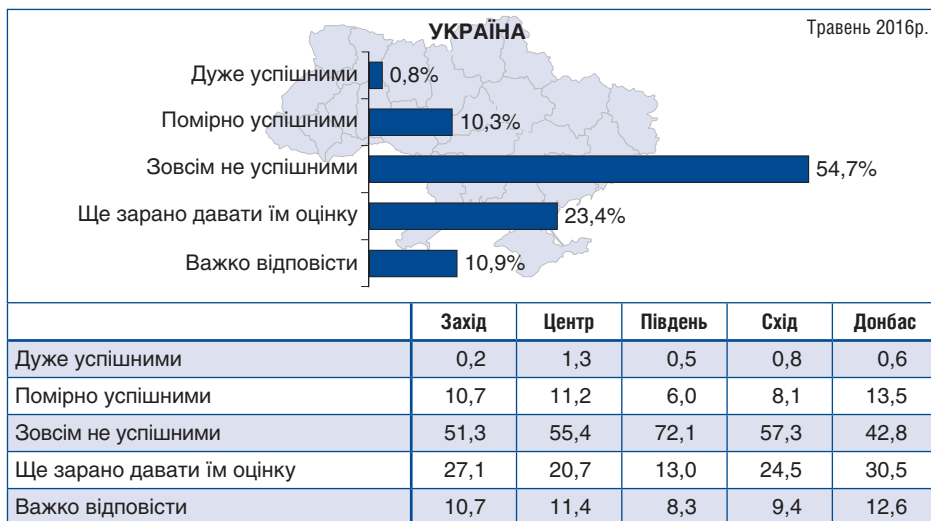 УКРАЇНА
Травень 2016р.
Дуже успішними 0,8%
Помірно успішними 10,3%
Зовсім не успішними 54,7%
Ще зарано давати їм оцінку 23,4%
Важко відповісти 10,9%
Захід Центр Південь Схід Донбас
Дуже успішними 0,2 1,3 0,5 0,8 0,6
Помірно успішними 10,7 11,2 6,0 8,1 13,5
Зовсім не успішними 51,3 55,4 72,1 57,3 42,8
Ще зарано давати їм оцінку 27,1 20,7 13,0 24,5 30,5
Важко відповісти 10,7 11,4 8,3 9,4 12,6